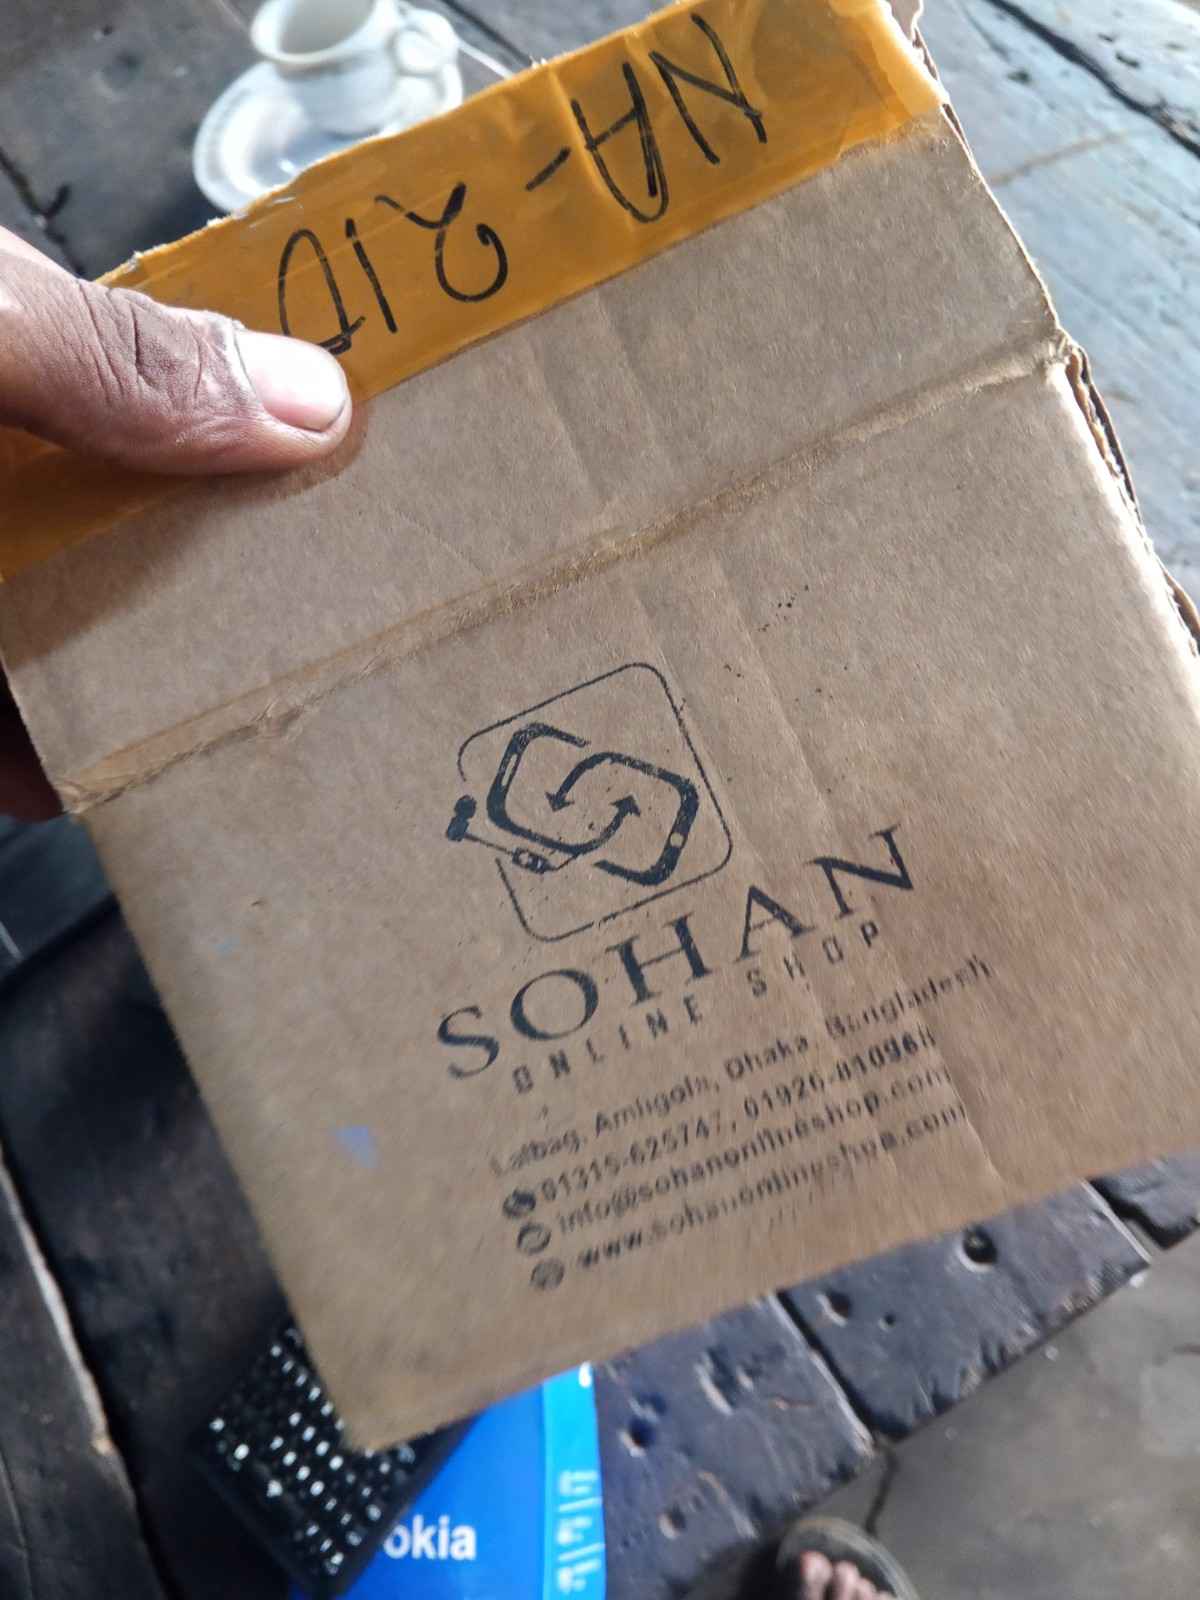 NA-210
SOHAN
ONLINE SHOP
Lalbag, Amligola, Dhaka, Bangladesh
01315-625747, 01926-810968
info@sohanonlineshop.com
www.sohanonlineshop.com
okia